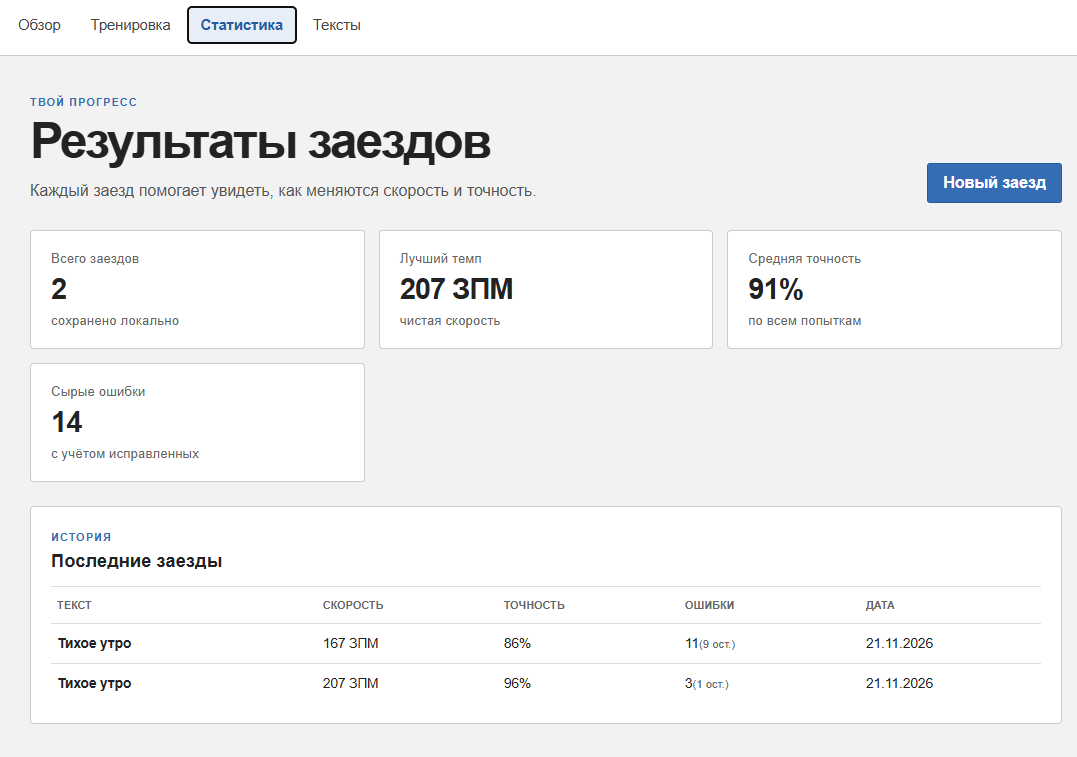 Обзор Тренировка Статистика Тексты
ТВОЙ ПРОГРЕСС
Результаты заездов
Каждый заезд помогает увидеть, как меняются скорость и точность.
Новый заезд
Всего заездов
2
сохранено локально
Лучший темп
207 ЗПМ
чистая скорость
Средняя точность
91%
по всем попыткам
Сырые ошибки
14
с учётом исправленных
ИСТОРИЯ
Последние заезды
ТЕКСТ СКОРОСТЬ ТОЧНОСТЬ ОШИБКИ ДАТА
Тихое утро 167 ЗПМ 86% 11(9 ост.) 21.11.2026
Тихое утро 207 ЗПМ 96% 3(1 ост.) 21.11.2026